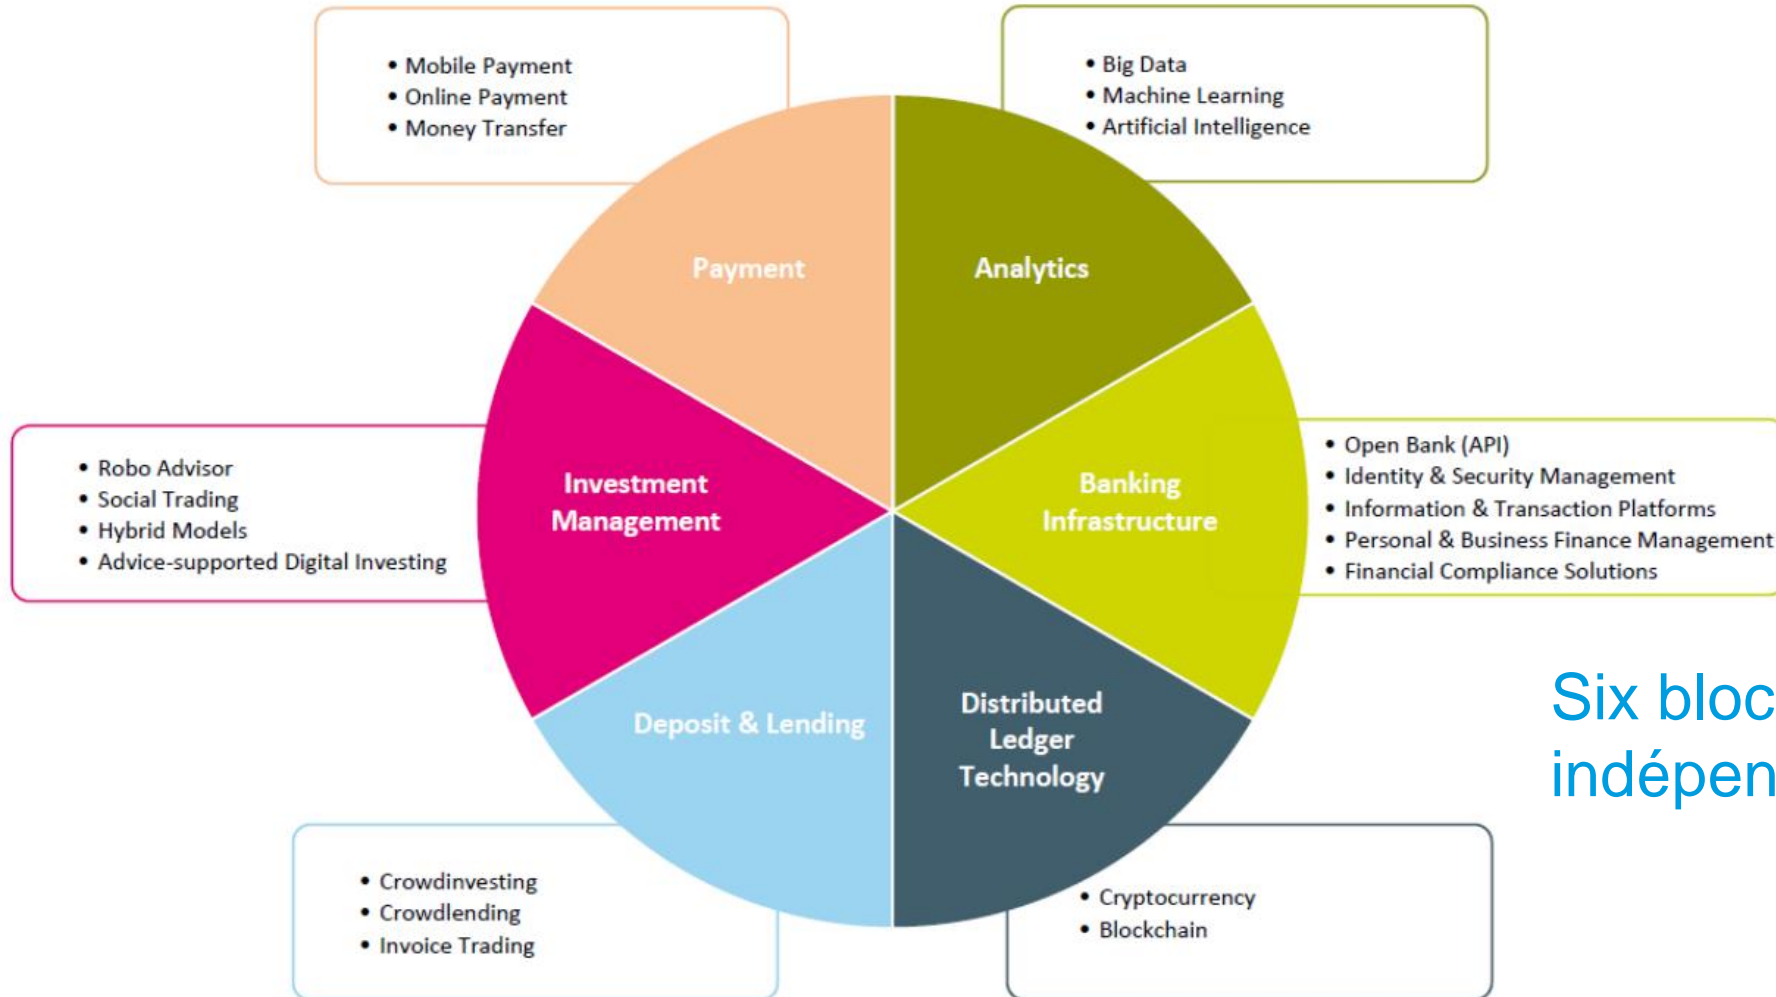 • Mobile Payment
• Online Payment
• Money Transfer
• Big Data
• Machine Learning
• Artificial Intelligence
Payment
Analytics
• Robo Advisor
• Social Trading
• Hybrid Models
• Advice-supported Digital Investing
Investment
Management
Banking
Infrastructure
• Open Bank (API)
• Identity & Security Management
• Information & Transaction Platforms
• Personal & Business Finance Management
• Financial Compliance Solutions
Deposit & Lending
Distributed
Ledger
Technology
Six bloc
indépen
• Crowdinvesting
• Crowdlending
• Invoice Trading
• Cryptocurrency
• Blockchain